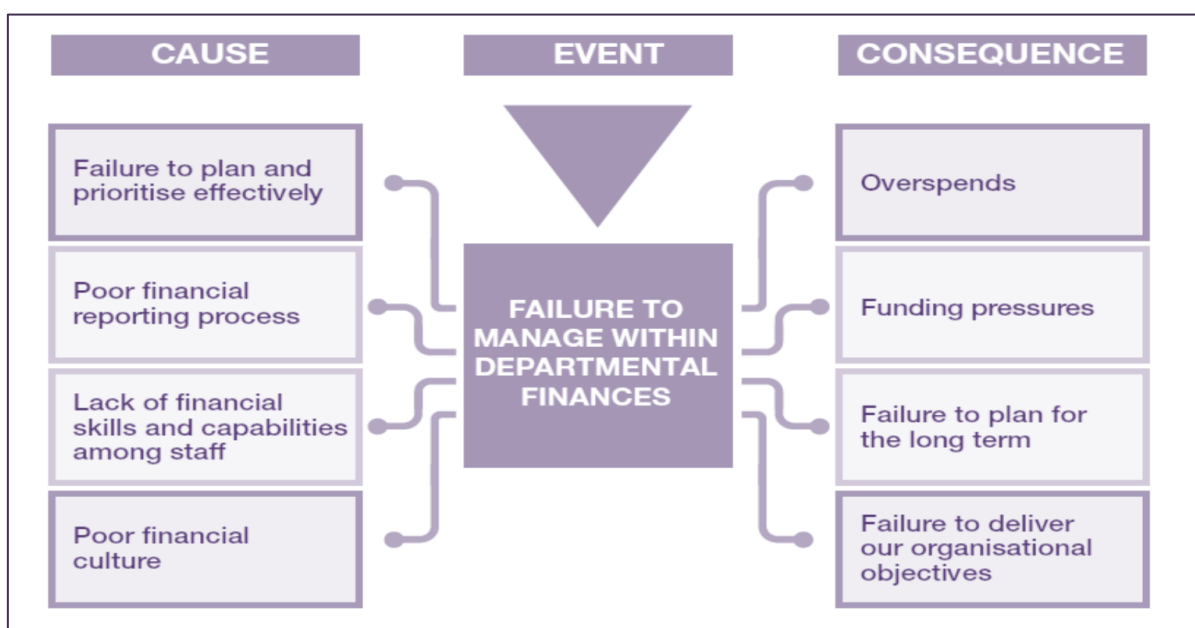 CAUSE
Failure to plan and
prioritise effectively
Poor financial
reporting process
Lack of financial
skills and capabilities
among staff
Poor financial
culture
EVENT
FAILURE TO
MANAGE WITHIN
DEPARTMENTAL
FINANCES
CONSEQUENCE
Overspends
Funding pressures
Failure to plan for
the long term
Failure to deliver
our organisational
objectives